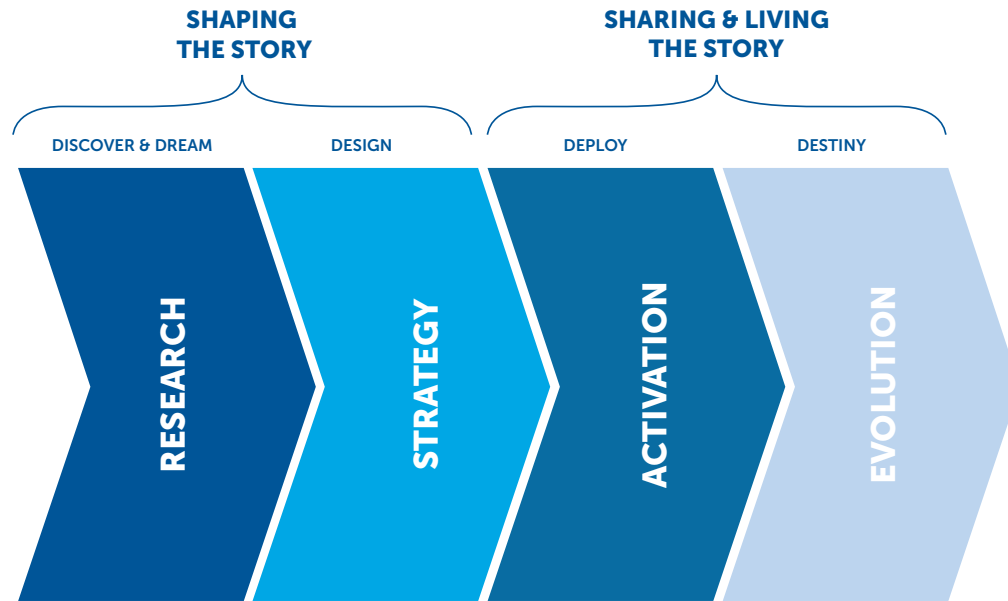 SHAPING
THE STORY
SHARING & LIVING
THE STORY
DISCOVER & DREAM
DESIGN
DEPLOY
DESTINY
RESEARCH
STRATEGY
ACTIVATION
EVOLUTION